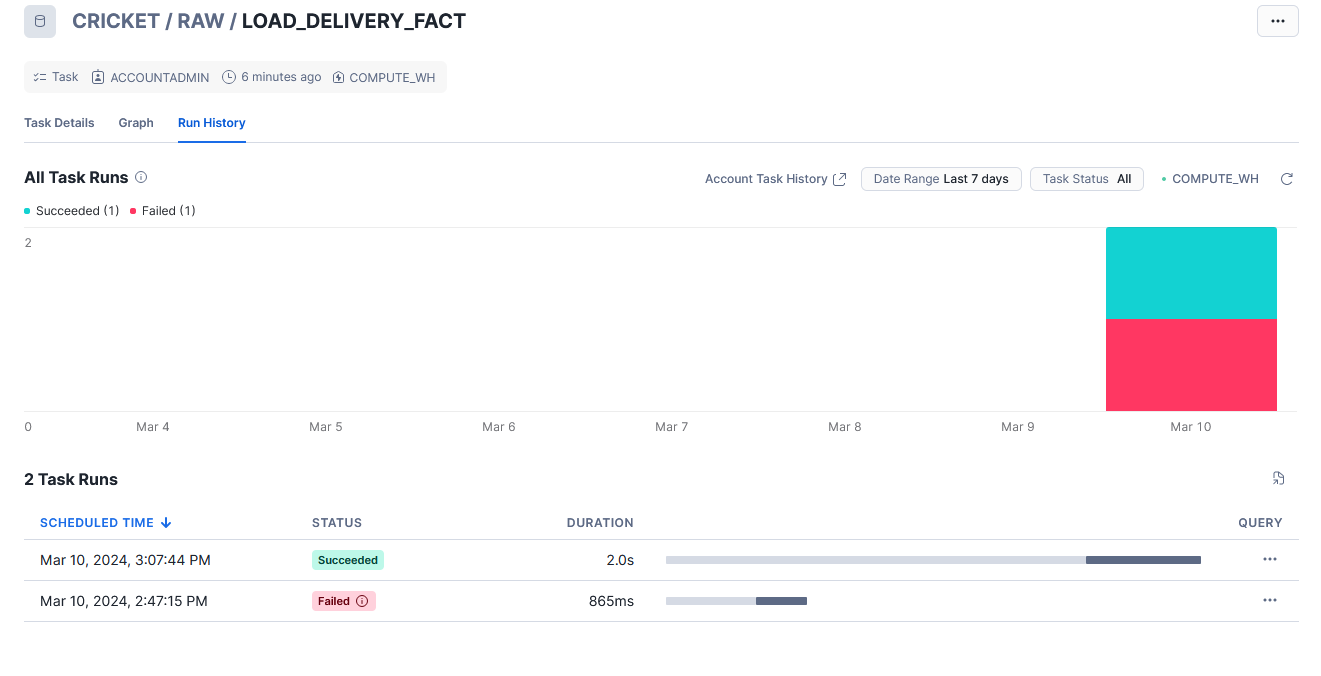 CRICKET / RAW / LOAD_DELIVERY_FACT
Task ACCOUNTADMIN 6 minutes ago COMPUTE_WH
Task Details Graph Run History
All Task Runs Account Task History Date Range Last 7 days Task Status All COMPUTE_WH
Succeeded (1) Failed (1)
2
0 Mar 4 Mar 5 Mar 6 Mar 7 Mar 8 Mar 9 Mar 10
2 Task Runs
SCHEDULED TIME STATUS DURATION QUERY
Mar 10, 2024, 3:07:44 PM Succeeded 2.0s
Mar 10, 2024, 2:47:15 PM Failed 865ms